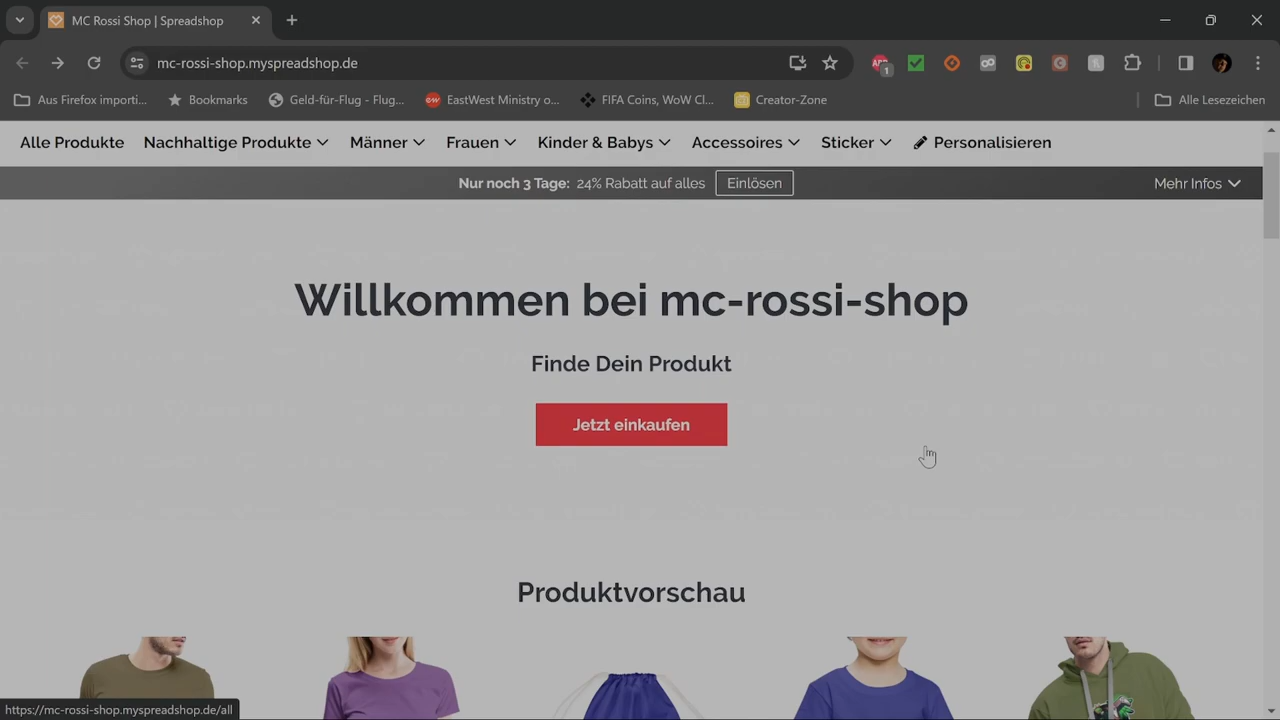 MC Rossi Shop | Spreadshop
mc-rossi-shop.myspreadshop.de
1
Aus Firefox importi...
Bookmarks
Geld-für-Flug - Flug...
EastWest Ministry o...
FIFA Coins, WoW Cl...
Creator-Zone
Alle Lesezeichen
Alle Produkte
Nachhaltige Produkte
Männer
Frauen
Kinder & Babys
Accessoires
Sticker
Personalisieren
Nur noch 3 Tage: 24% Rabatt auf alles
Einlösen
Mehr Infos
Willkommen bei mc-rossi-shop
Finde Dein Produkt
Jetzt einkaufen
Produktvorschau
https://mc-rossi-shop.myspreadshop.de/all